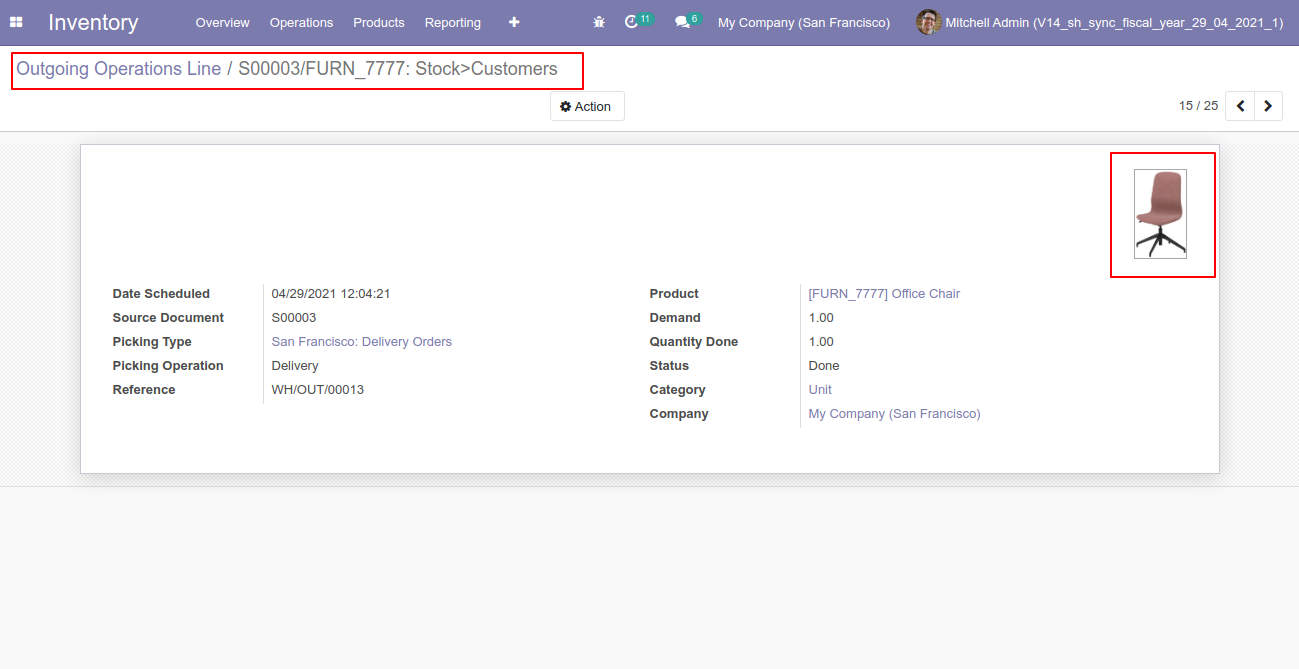 Inventory Overview Operations Products Reporting 11 6 My Company (San Francisco) Mitchell Admin (V14_sh_sync_fiscal_year_29_04_2021_1)
Outgoing Operations Line / S00003/FURN_7777: Stock>Customers
Action 15 / 25
Date Scheduled 04/29/2021 12:04:21 Product [FURN_7777] Office Chair
Source Document S00003 Demand 1.00
Picking Type San Francisco: Delivery Orders Quantity Done 1.00
Picking Operation Delivery Status Done
Reference WH/OUT/00013 Category Unit
Company My Company (San Francisco)